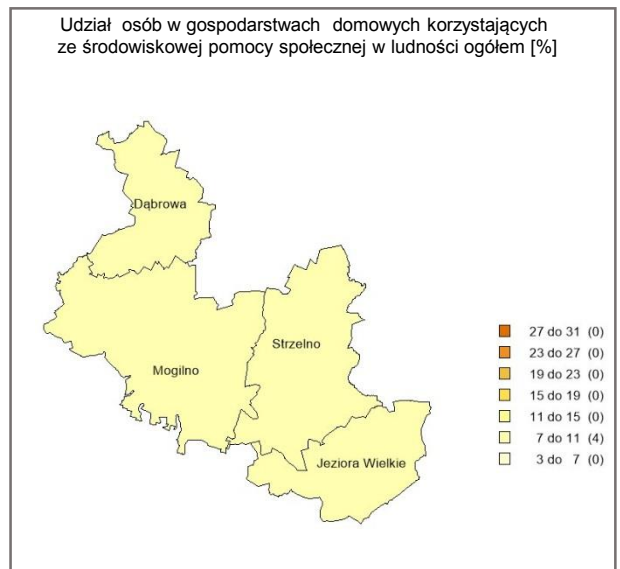 Udział osób w gospodarstwach domowych korzystających
ze środowiskowej pomocy społecznej w ludności ogółem [%]
Dąbrowa
Strzelno
Mogilno
Jeziora Wielkie
27 do 31 (0)
23 do 27 (0)
19 do 23 (0)
15 do 19 (0)
11 do 15 (0)
7 do 11 (4)
3 do 7 (0)